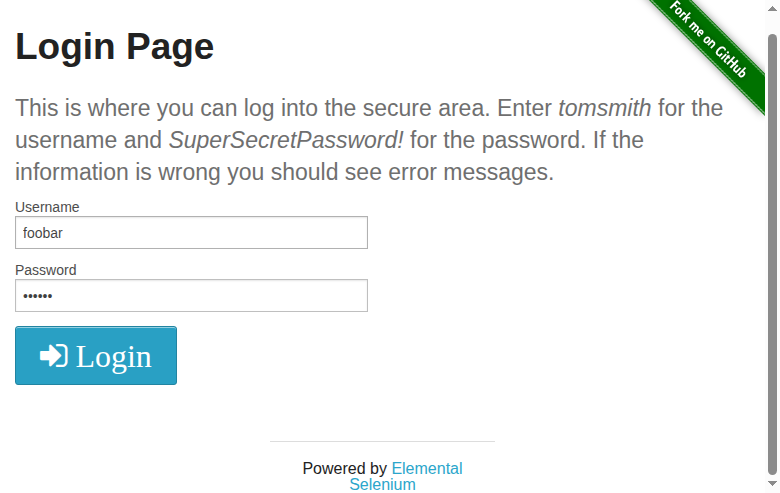 Fork me on GitHub
Login Page
This is where you can log into the secure area. Enter tomsmith for the
username and SuperSecretPassword! for the password. If the
information is wrong you should see error messages.
Username
foobar
Password
••••••
Login
Powered by Elemental
Selenium